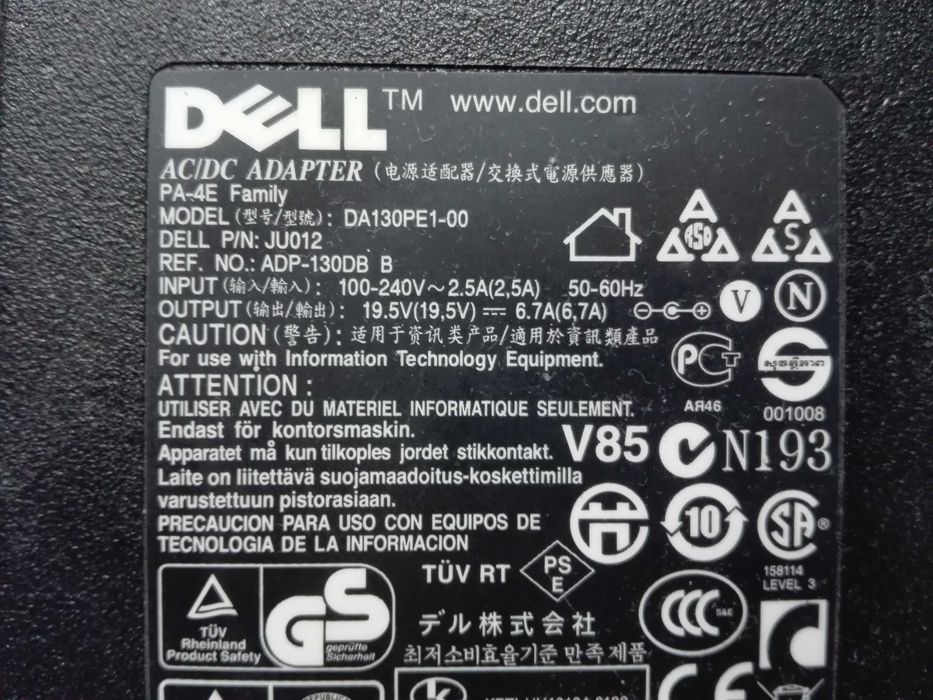 DELL™ www.dell.com
AC/DC ADAPTER (电源适配器/交換式電源供應器)
PA-4E Family
MODEL (型号/型號): DA130PE1-00
DELL P/N: JU012
REF. NO.: ADP-130DB B
INPUT (输入/輸入): 100-240V~2.5A(2,5A) 50-60Hz
OUTPUT (输出/輸出): 19.5V(19,5V) ⎓ 6.7A(6,7A)
RSD
S
V
N
CAUTION (警告): 适用于资讯类产品/適用於資訊類產品
For use with Information Technology Equipment.
ATTENTION :
UTILISER AVEC DU MATERIEL INFORMATIQUE SEULEMENT.
Endast för kontorsmaskin.
Apparatet må kun tilkoples jordet stikkontakt.
Laite on liitettävä suojamaadoitus-koskettimilla
varustettuun pistorasiaan.
PRECAUCION PARA USO CON EQUIPOS DE
TECNOLOGIA DE LA INFORMACION
АЯ46
001008
V85 N193
10
SA®
158114
LEVEL 3
TÜV RT
PS
E
デル株式会社
최저소비효율기준 만족 제품
TÜV
Rheinland
Product Safety
GS
geprüfte
Sicherheit
CCC S&E
CE
K